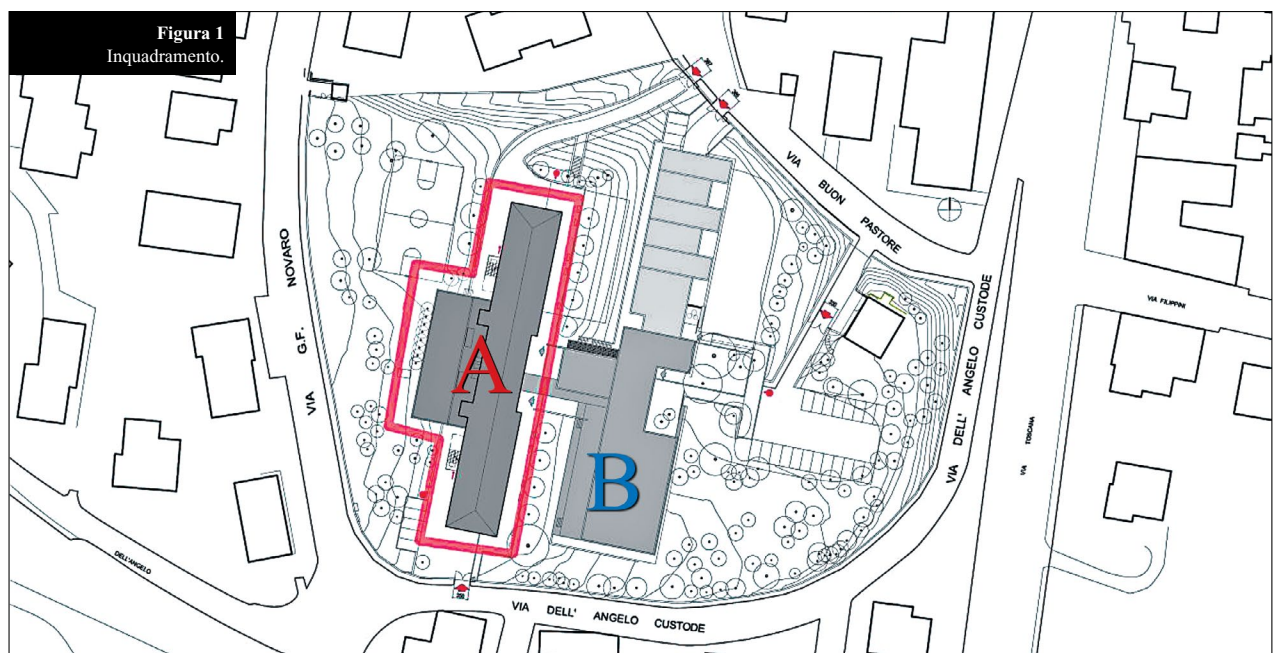 Figura 1
Inquadramento.
VIA BUON PASTORE
VIA G.F. NOVARO
A
B
VIA FILIPPINI
VIA DELL' ANGELO CUSTODE
VIA TOSCANA
DELL'ANGELO
VIA DELL' ANGELO CUSTODE